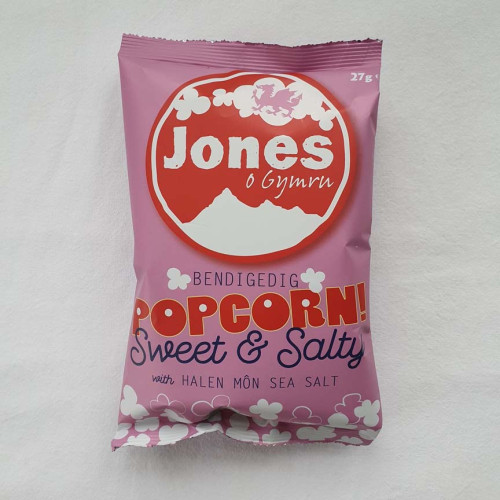 27g
Jones
o Gymru
BENDIGEDIG
POPCORN!
Sweet & Salty
with HALEN MÔN SEA SALT